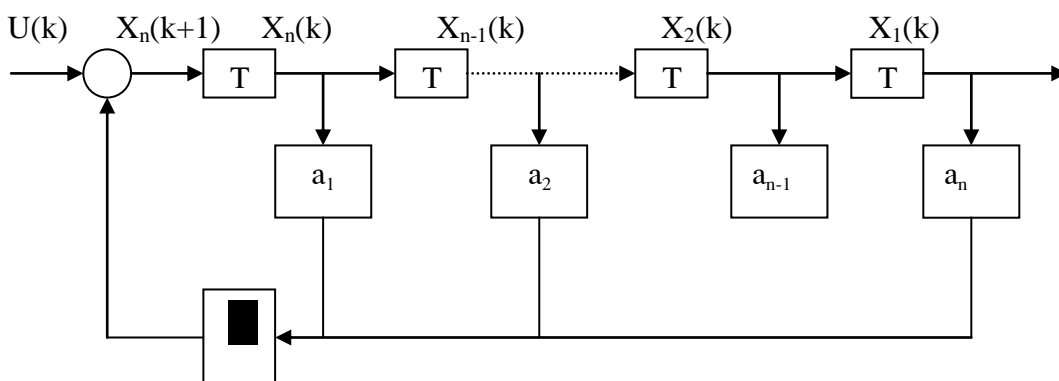 U(k) Xₙ(k+1) Xₙ(k) Xₙ₋₁(k) X₂(k) X₁(k)
T T T T
a₁ a₂ aₙ₋₁ aₙ